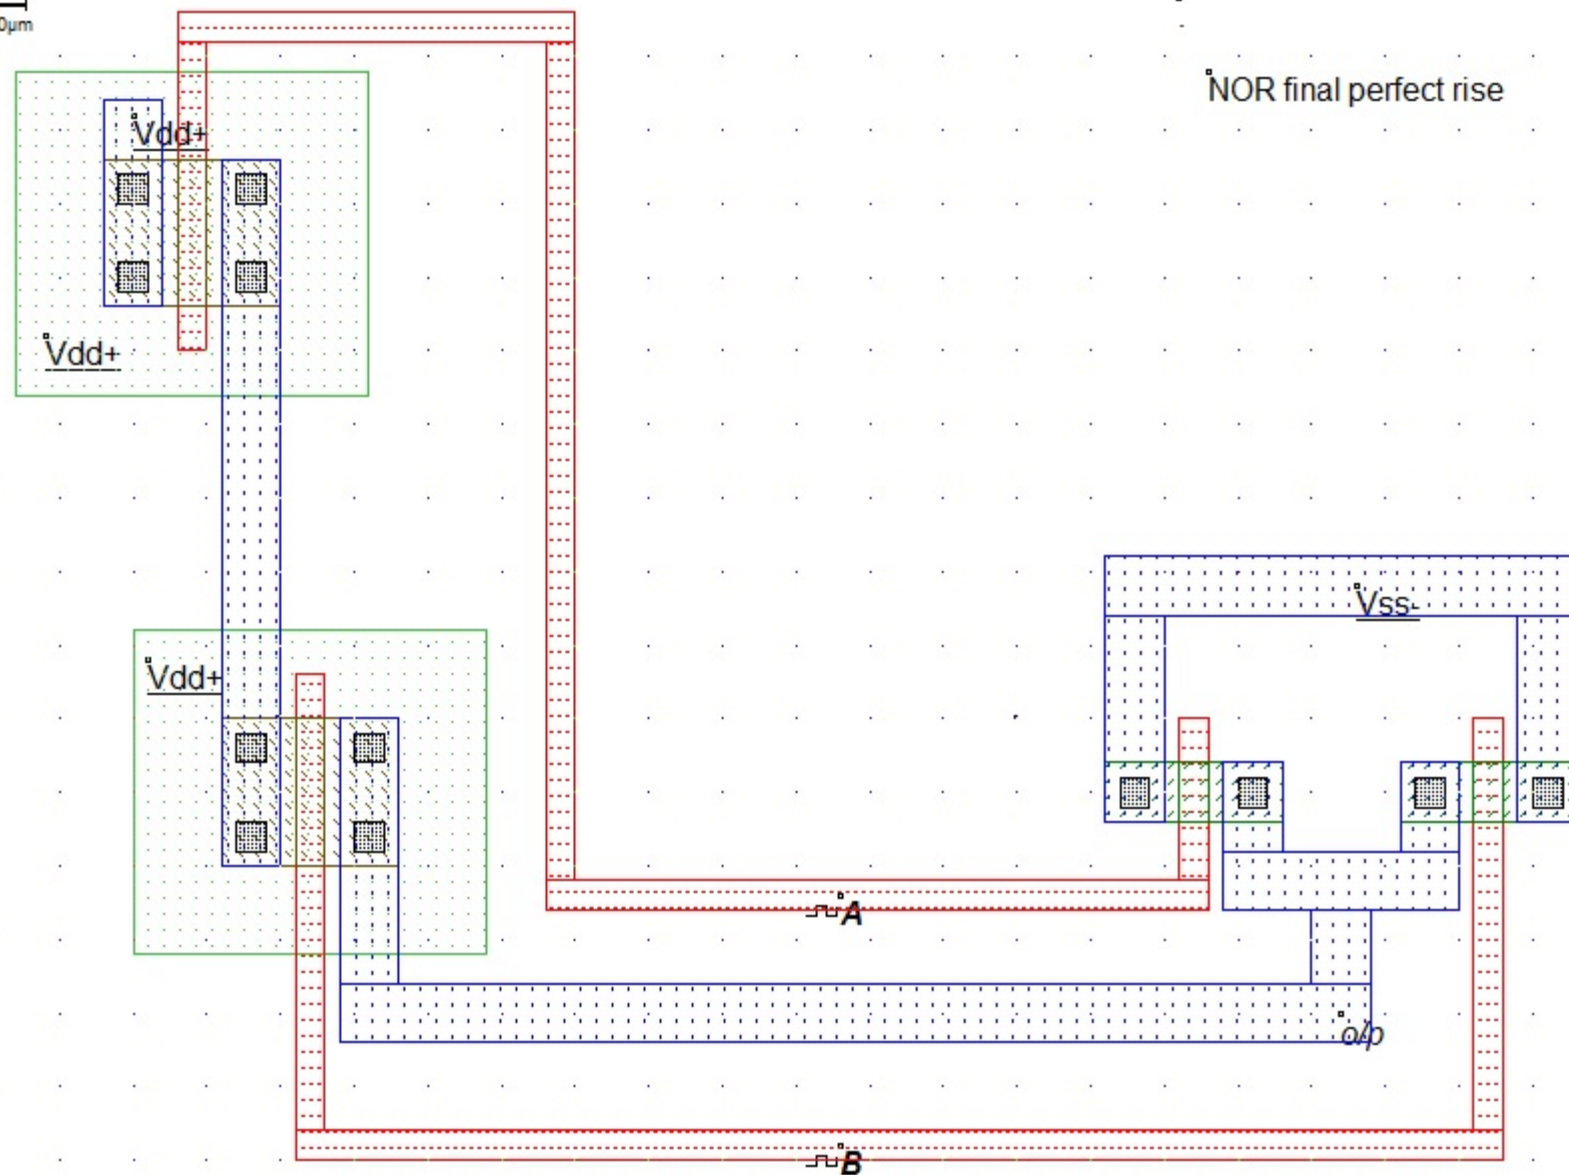 0µm
NOR final perfect rise
Vdd+
Vdd+
Vss-
Vdd+
A
o/p
B